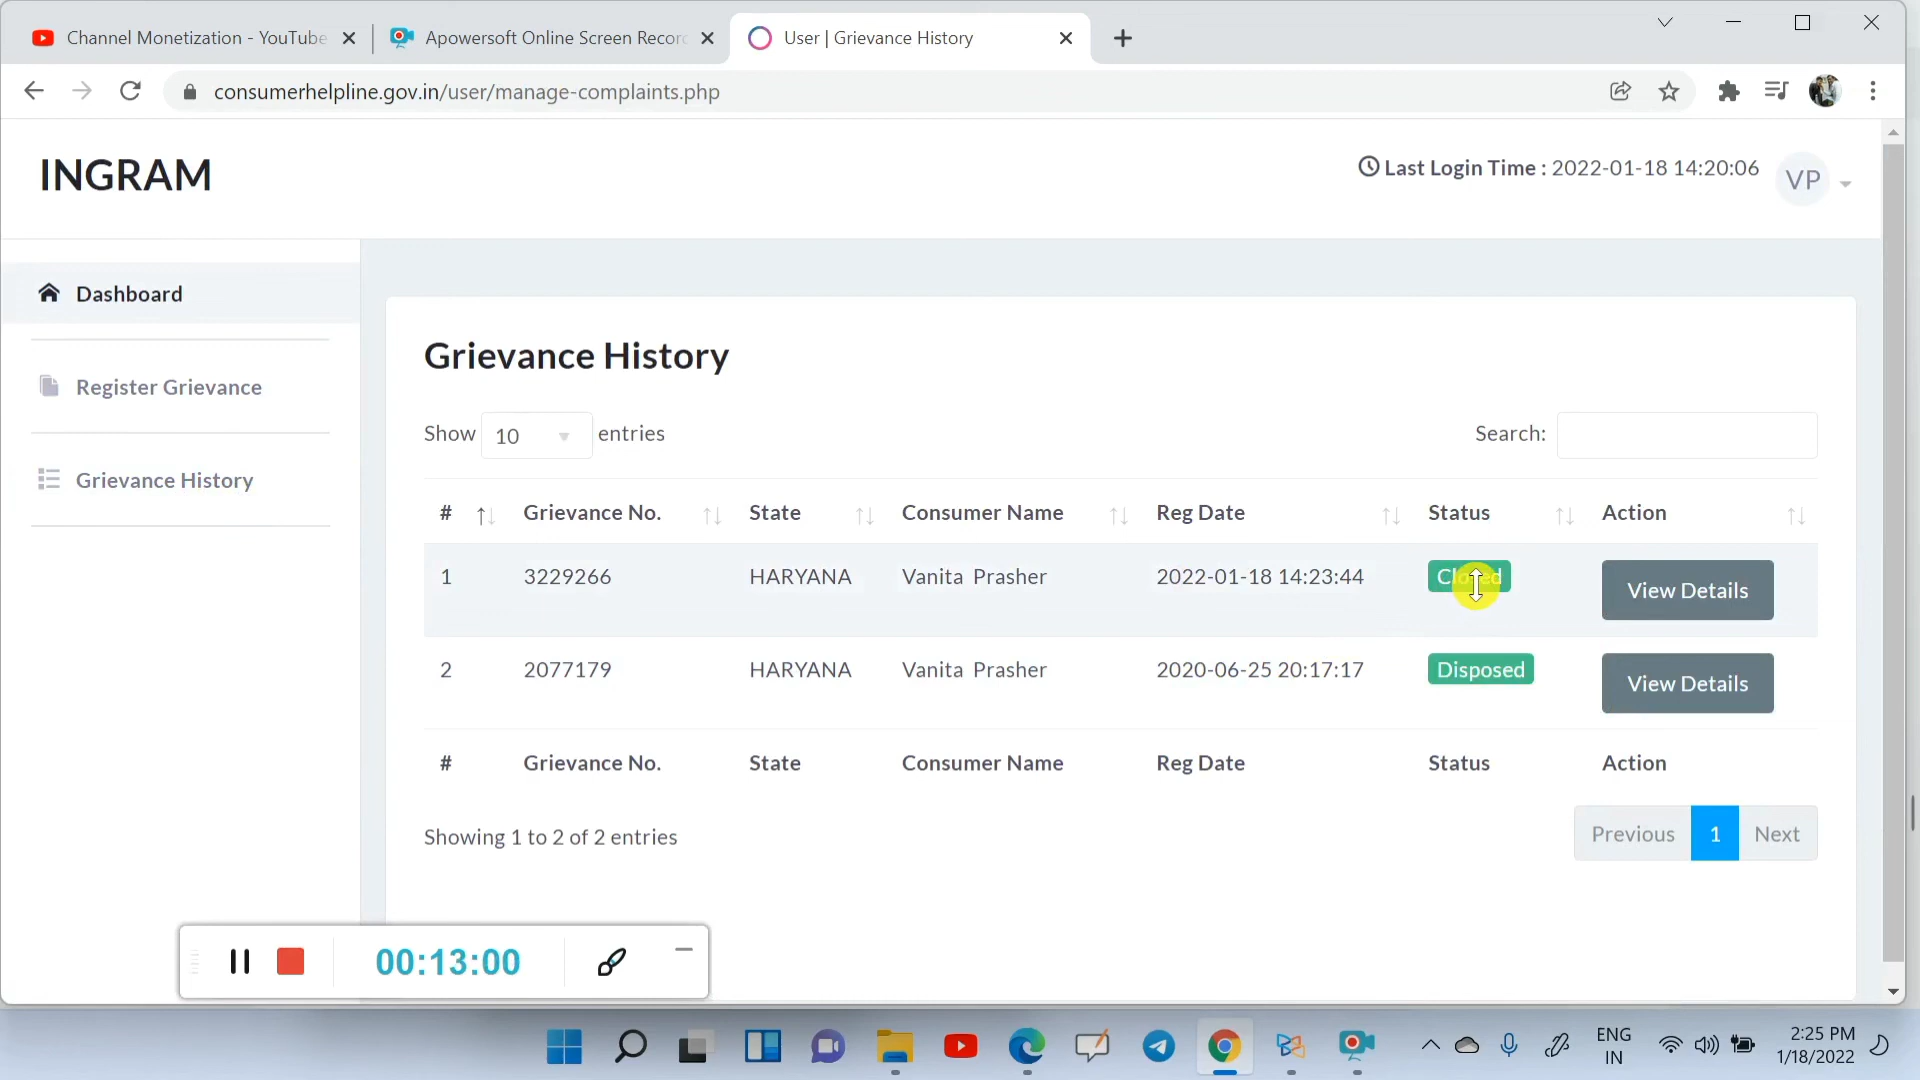 Channel Monetization - YouTube
Apowersoft Online Screen Recor
User | Grievance History
consumerhelpline.gov.in/user/manage-complaints.php
INGRAM
Last Login Time : 2022-01-18 14:20:06
VP
Dashboard
Register Grievance
Grievance History
Grievance History
Show 10 entries
Search:
# Grievance No. State Consumer Name Reg Date Status Action
1 3229266 HARYANA Vanita Prasher 2022-01-18 14:23:44 Closed View Details
2 2077179 HARYANA Vanita Prasher 2020-06-25 20:17:17 Disposed View Details
# Grievance No. State Consumer Name Reg Date Status Action
Showing 1 to 2 of 2 entries
Previous 1 Next
00:13:00
ENG
IN
2:25 PM
1/18/2022